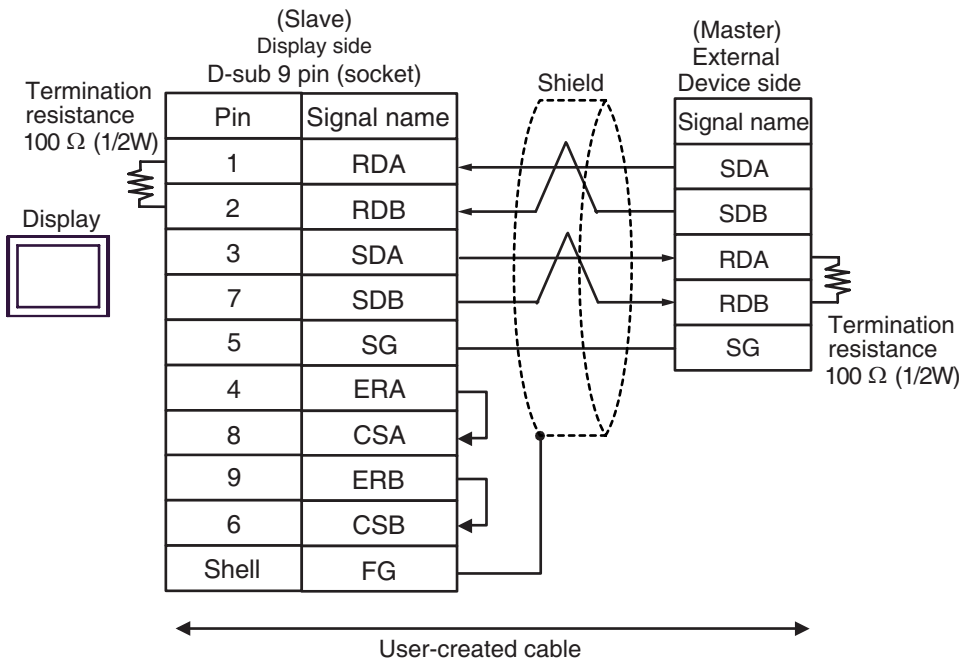 (Slave)
Display side
D-sub 9 pin (socket)
(Master)
External
Device side
Termination
resistance
100 Ω (1/2W)
Shield
Display
Pin Signal name
1 RDA
2 RDB
3 SDA
7 SDB
5 SG
4 ERA
8 CSA
9 ERB
6 CSB
Shell FG
Signal name
SDA
SDB
RDA
RDB
SG
Termination
resistance
100 Ω (1/2W)
User-created cable